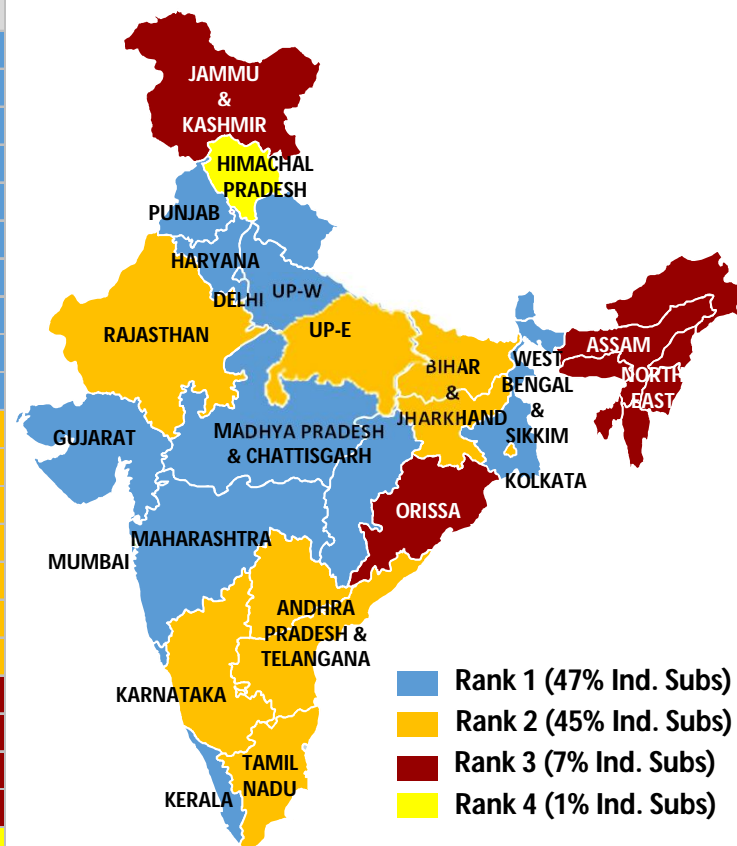 JAMMU
&
KASHMIR
HIMACHAL
PRADESH
PUNJAB
HARYANA
DELHI
UP-W
RAJASTHAN
UP-E
BIHAR
&
JHARKHAND
WEST
BENGAL
&
SIKKIM
ASSAM
NORTH
EAST
GUJARAT
MADHYA PRADESH
& CHATTISGARH
KOLKATA
ORISSA
MAHARASHTRA
MUMBAI
ANDHRA
PRADESH &
TELANGANA
KARNATAKA
TAMIL
NADU
KERALA
Rank 1 (47% Ind. Subs)
Rank 2 (45% Ind. Subs)
Rank 3 (7% Ind. Subs)
Rank 4 (1% Ind. Subs)